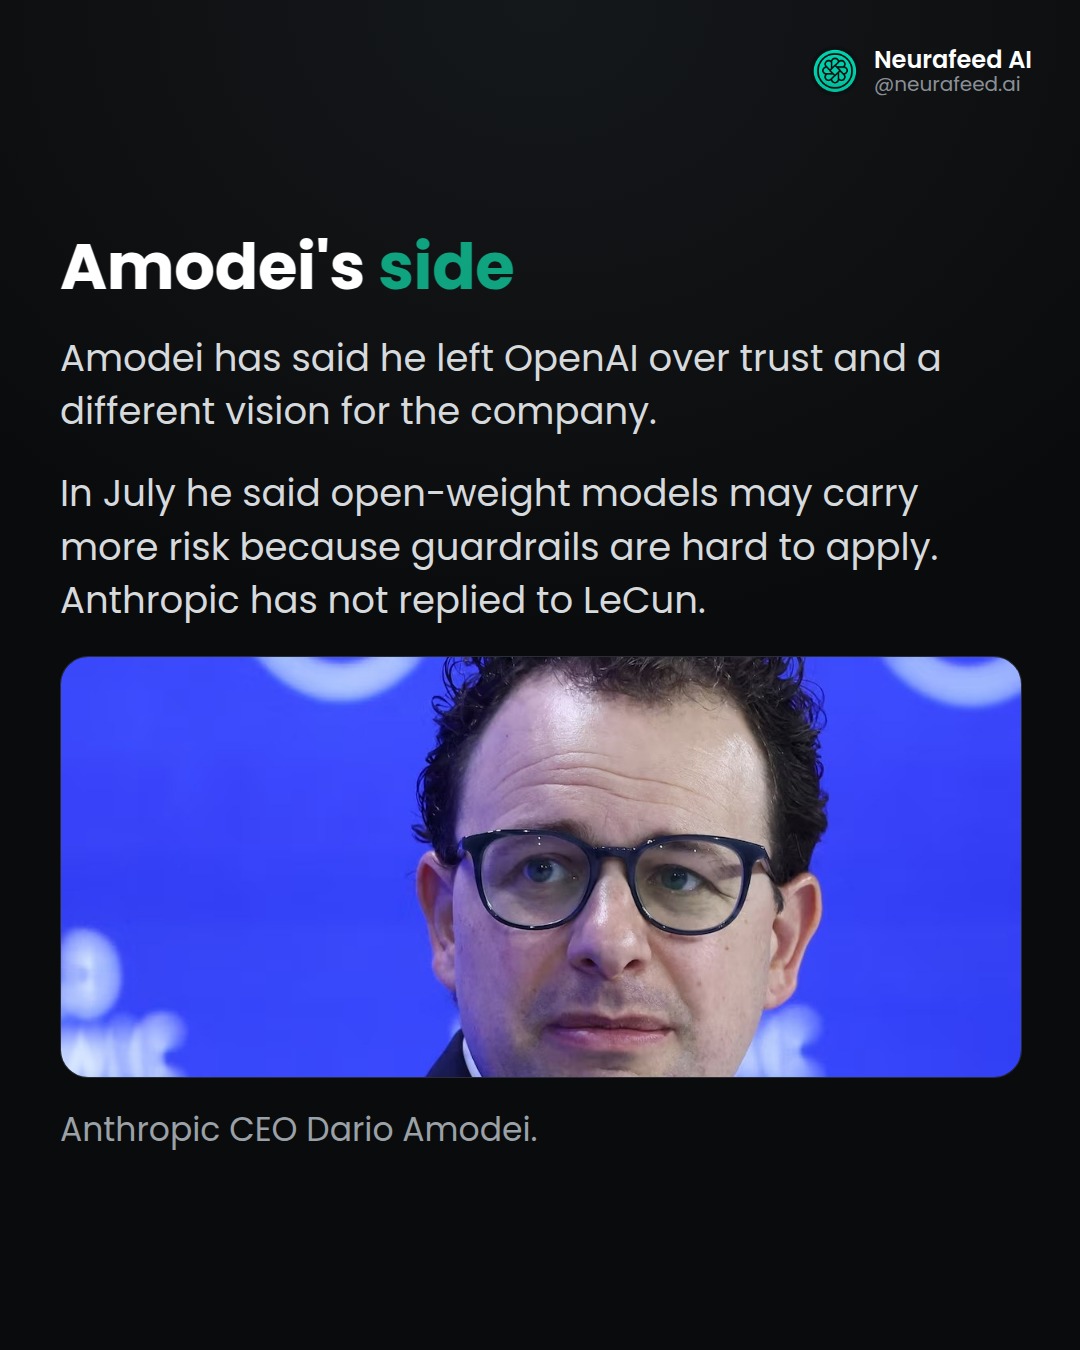 Neurafeed AI
@neurafeed.ai
Amodei's side
Amodei has said he left OpenAI over trust and a
different vision for the company.
In July he said open-weight models may carry
more risk because guardrails are hard to apply.
Anthropic has not replied to LeCun.
Anthropic CEO Dario Amodei.